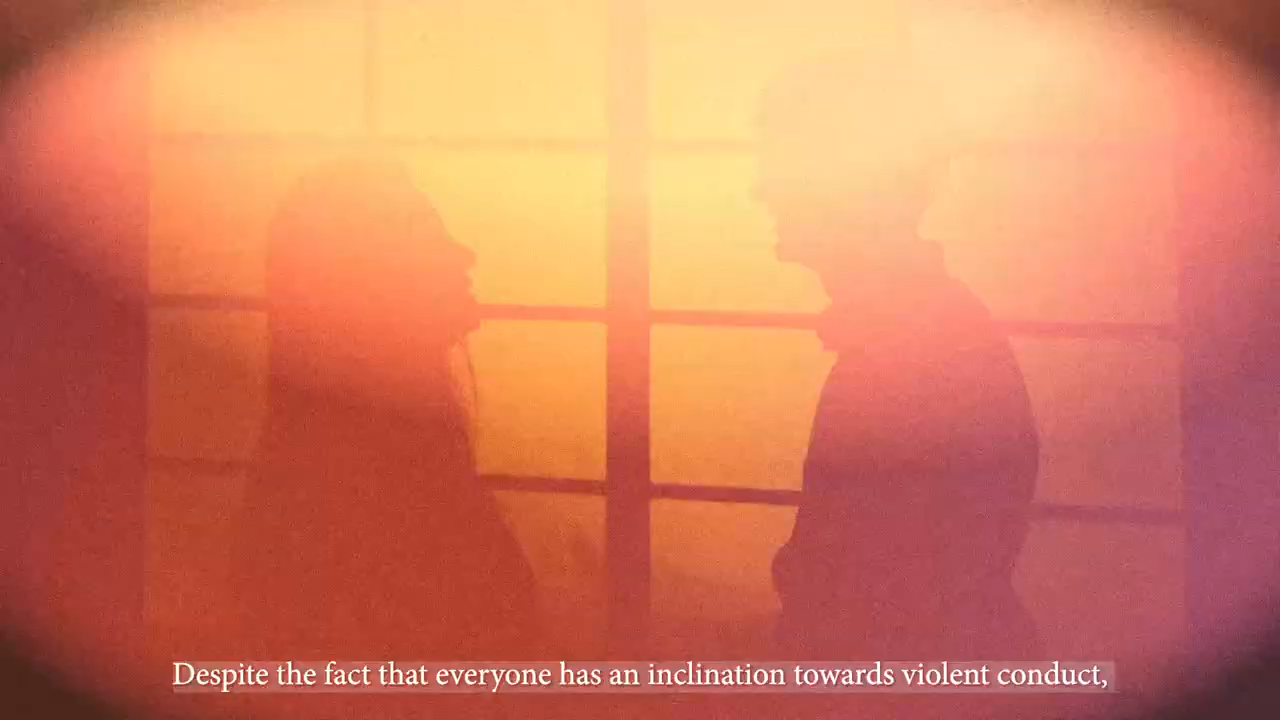 Despite the fact that everyone has an inclination towards violent conduct,